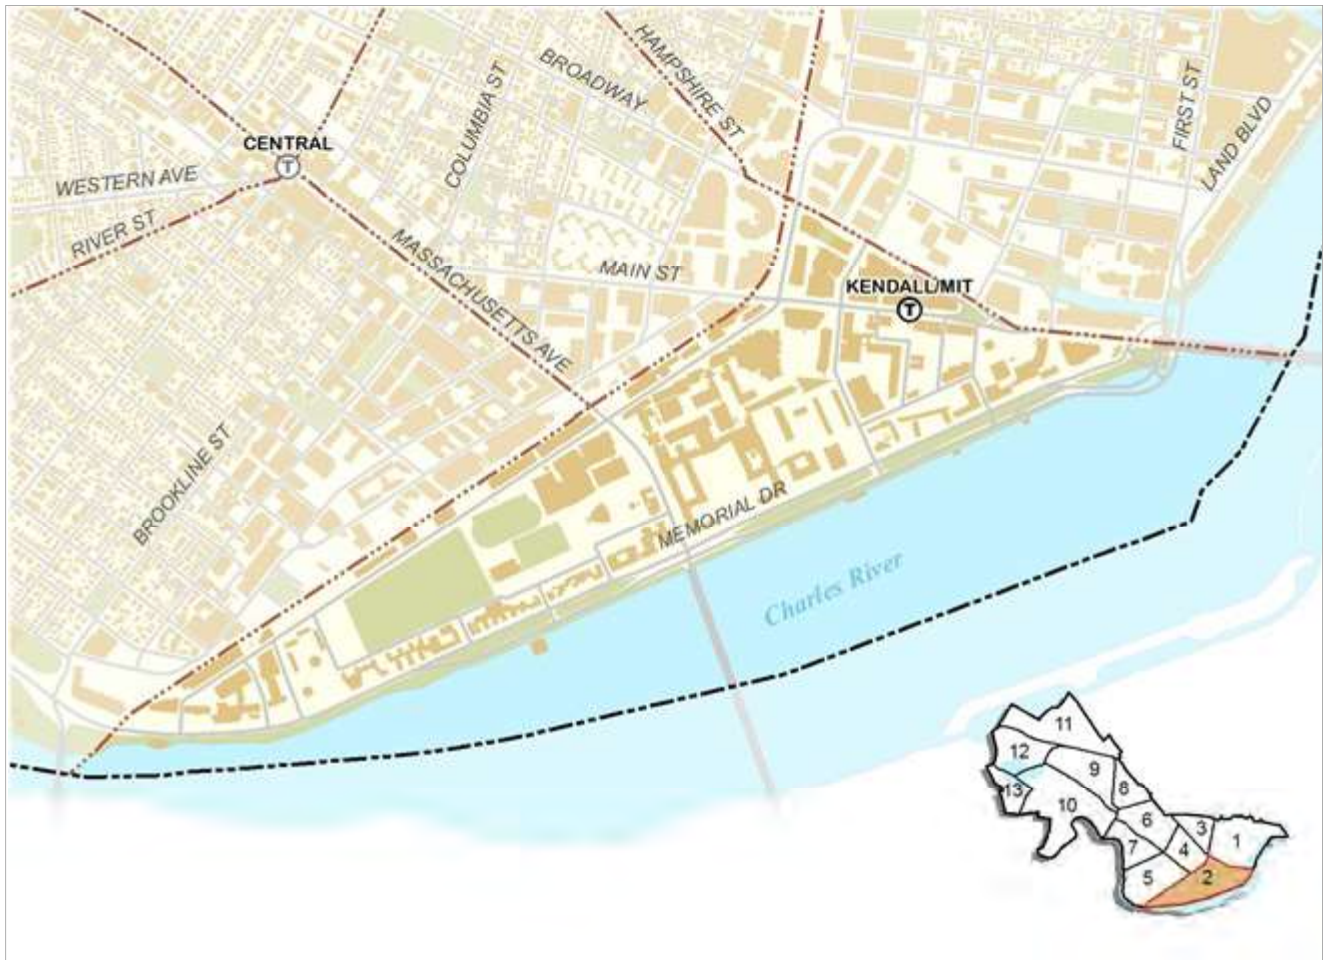 HAMPSHIRE ST
BROADWAY
COLUMBIA ST
FIRST ST
LAND BLVD
CENTRAL
T
WESTERN AVE
RIVER ST
MASSACHUSETTS AVE
MAIN ST
KENDALL/MIT
T
BROOKLINE ST
MEMORIAL DR
Charles River
11
12
9
13
8
10
6
3
1
7
4
5
2